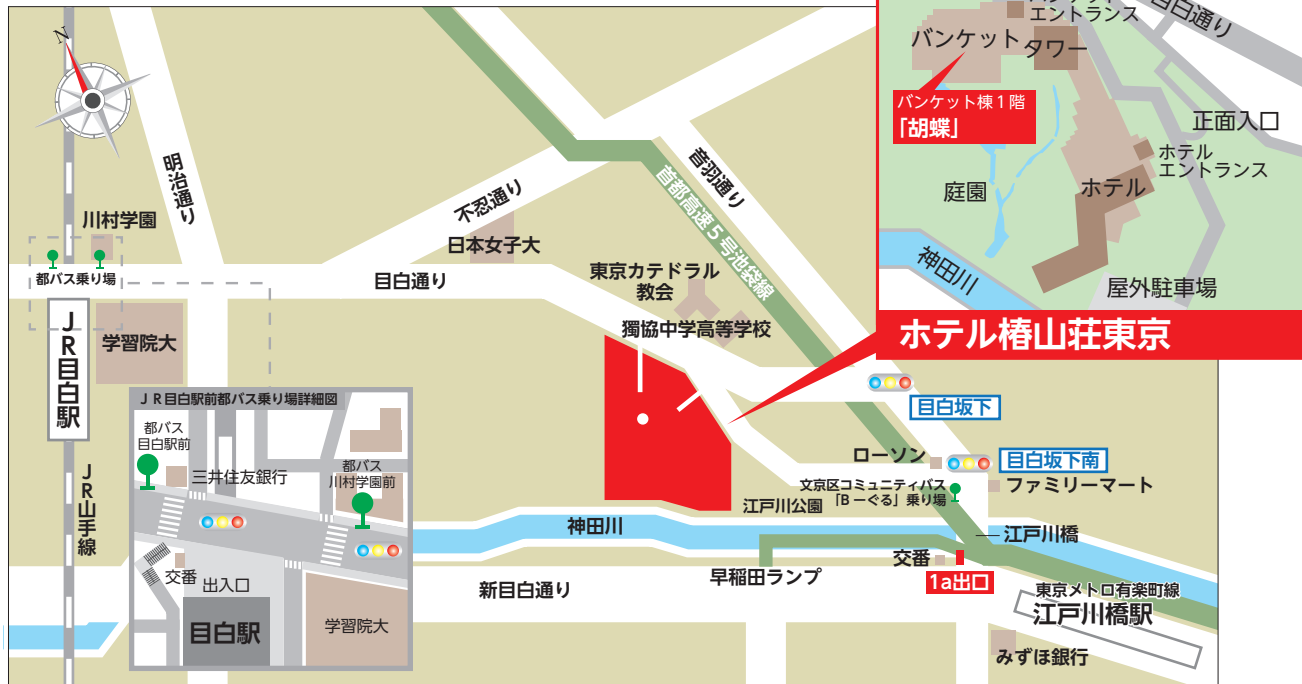 N
明治通り
川村学園
都バス乗り場
JR目白駅
学習院大
JR山手線
不忍通り
日本女子大
目白通り
音羽通り
首都高速5号池袋線
東京カテドラル
教会
獨協中学高等学校
エントランス
目白通り
バンケット
タワー
バンケット棟1階
「胡蝶」
正面入口
ホテル
エントランス
庭園
ホテル
神田川
屋外駐車場
ホテル椿山荘東京
目白坂下
ローソン
目白坂下南
文京区コミュニティバス
「Bーぐる」乗り場
ファミリーマート
江戸川公園
神田川
江戸川橋
早稲田ランプ
交番
1a出口
新目白通り
東京メトロ有楽町線
江戸川橋駅
みずほ銀行
JR目白駅前都バス乗り場詳細図
都バス
目白駅前
三井住友銀行
都バス
川村学園前
交番
出入口
目白駅
学習院大